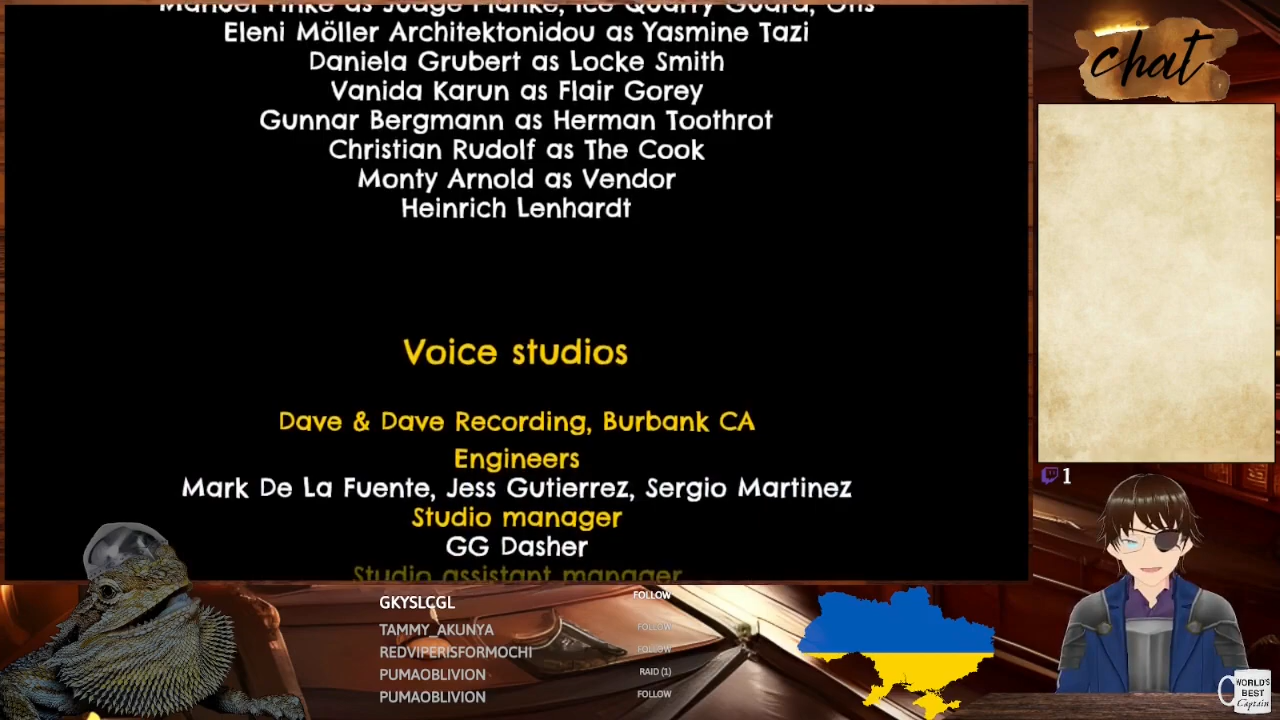 Eleni Möller Architektonidou as Yasmine Tazi
Daniela Grubert as Locke Smith
Vanida Karun as Flair Gorey
Gunnar Bergmann as Herman Toothrot
Christian Rudolf as The Cook
Monty Arnold as Vendor
Heinrich Lenhardt
Voice studios
Dave & Dave Recording, Burbank CA
Engineers
Mark De La Fuente, Jess Gutierrez, Sergio Martinez
Studio manager
GG Dasher
Studio assistant manager
chat
1
GKYSLCGL FOLLOW
TAMMY_AKUNYA FOLLOW
REDVIPERISFORMOCHI FOLLOW
PUMAOBLIVION RAID (1)
PUMAOBLIVION FOLLOW
WORLD'S
BEST
Captain